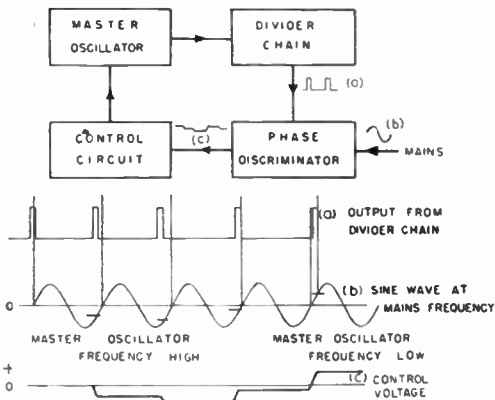 MASTER
OSCILLATOR
DIVIDER
CHAIN
(a)
CONTROL
CIRCUIT
(c)
PHASE
DISCRIMINATOR
(b)
MAINS
(a) OUTPUT FROM
DIVIDER CHAIN
(b) SINE WAVE AT
MAINS FREQUENCY
0
MASTER OSCILLATOR
FREQUENCY HIGH
MASTER OSCILLATOR
FREQUENCY LOW
+
0
(C) CONTROL
VOLTAGE